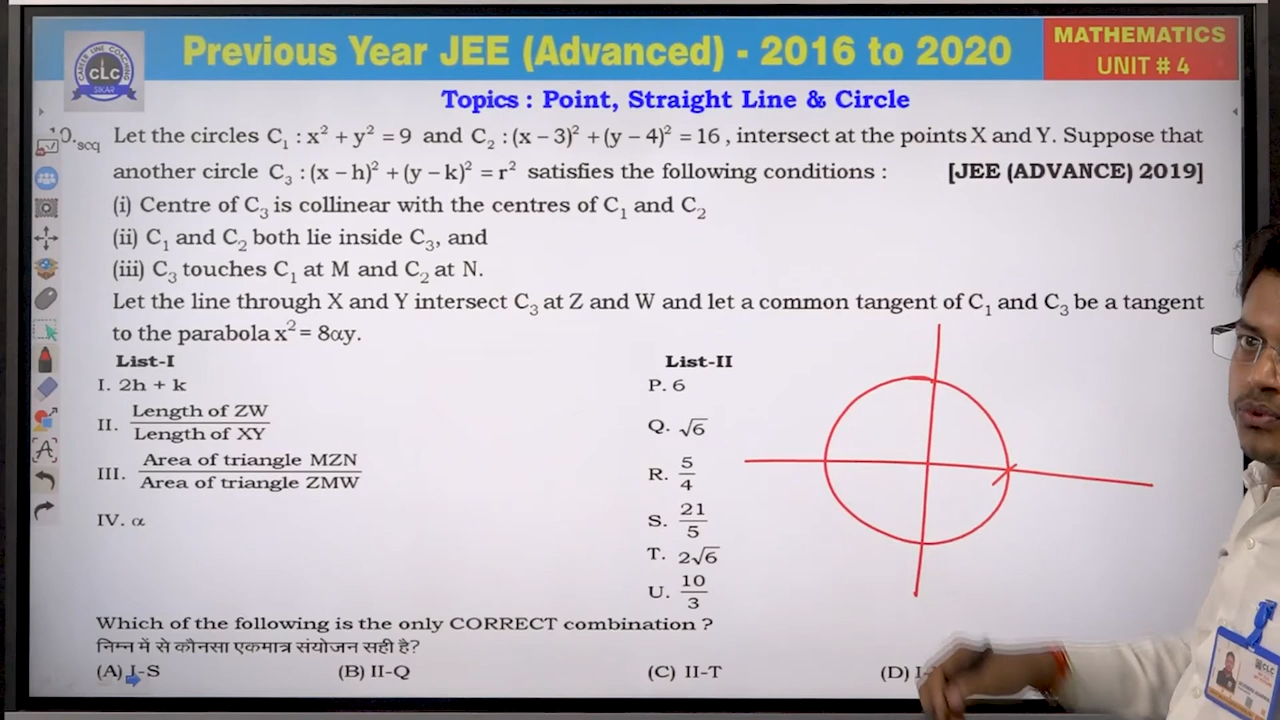 Previous Year JEE (Advanced) - 2016 to 2020
MATHEMATICS
UNIT # 4
CLC
SIKAR
Topics : Point, Straight Line & Circle
10.scq Let the circles C₁ : x² + y² = 9 and C₂ : (x – 3)² + (y – 4)² = 16 , intersect at the points X and Y. Suppose that
another circle C₃ : (x – h)² + (y – k)² = r² satisfies the following conditions : [JEE (ADVANCE) 2019]
(i) Centre of C₃ is collinear with the centres of C₁ and C₂
(ii) C₁ and C₂ both lie inside C₃, and
(iii) C₃ touches C₁ at M and C₂ at N.
Let the line through X and Y intersect C₃ at Z and W and let a common tangent of C₁ and C₃ be a tangent
to the parabola x² = 8αy.
List-I List-II
I. 2h + k P. 6
II. Length of ZW / Length of XY Q. √6
III. Area of triangle MZN / Area of triangle ZMW R. 5/4
IV. α S. 21/5
T. 2√6
U. 10/3
Which of the following is the only CORRECT combination ?
निम्न में से कौनसा एकमात्र संयोजन सही है?
(A) I-S (B) II-Q (C) II-T (D) I-
CLC